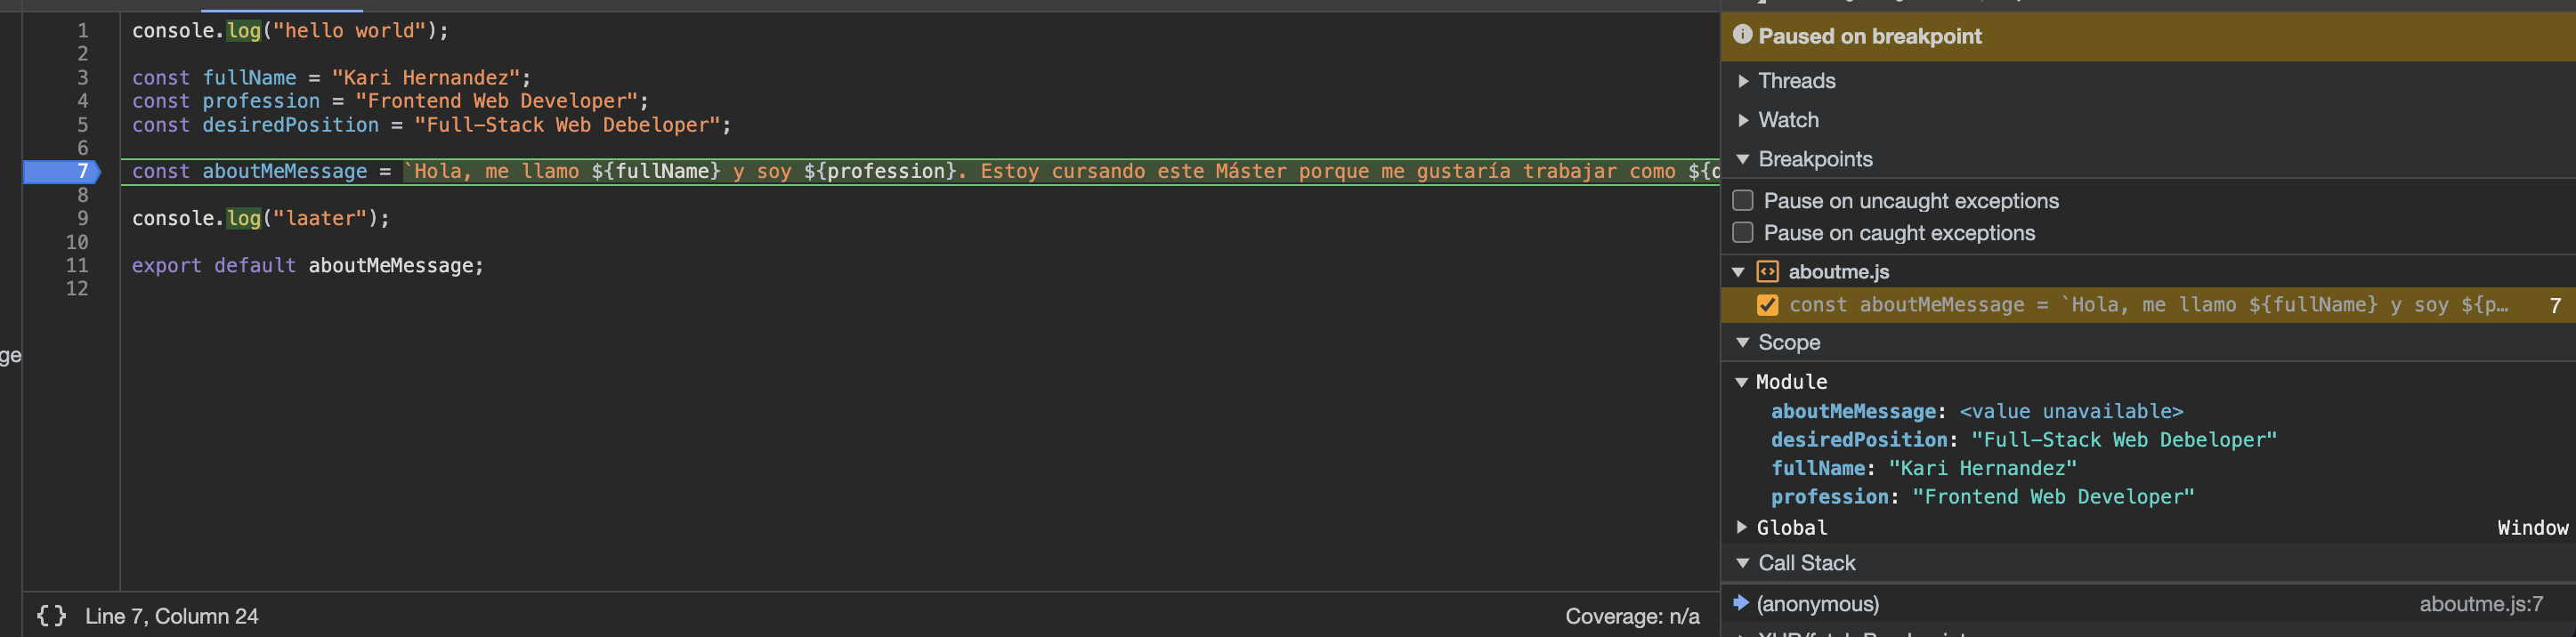 1 console.log("hello world");
2
3 const fullName = "Kari Hernandez";
4 const profession = "Frontend Web Developer";
5 const desiredPosition = "Full-Stack Web Debeloper";
6
7 const aboutMeMessage = `Hola, me llamo ${fullName} y soy ${profession}. Estoy cursando este Máster porque me gustaría trabajar como ${
8
9 console.log("laater");
10
11 export default aboutMeMessage;
12
ge
{} Line 7, Column 24
Coverage: n/a
Paused on breakpoint
Threads
Watch
Breakpoints
Pause on uncaught exceptions
Pause on caught exceptions
aboutme.js
const aboutMeMessage = `Hola, me llamo ${fullName} y soy ${p… 7
Scope
Module
aboutMeMessage: <value unavailable>
desiredPosition: "Full-Stack Web Debeloper"
fullName: "Kari Hernandez"
profession: "Frontend Web Developer"
Global Window
Call Stack
(anonymous) aboutme.js:7